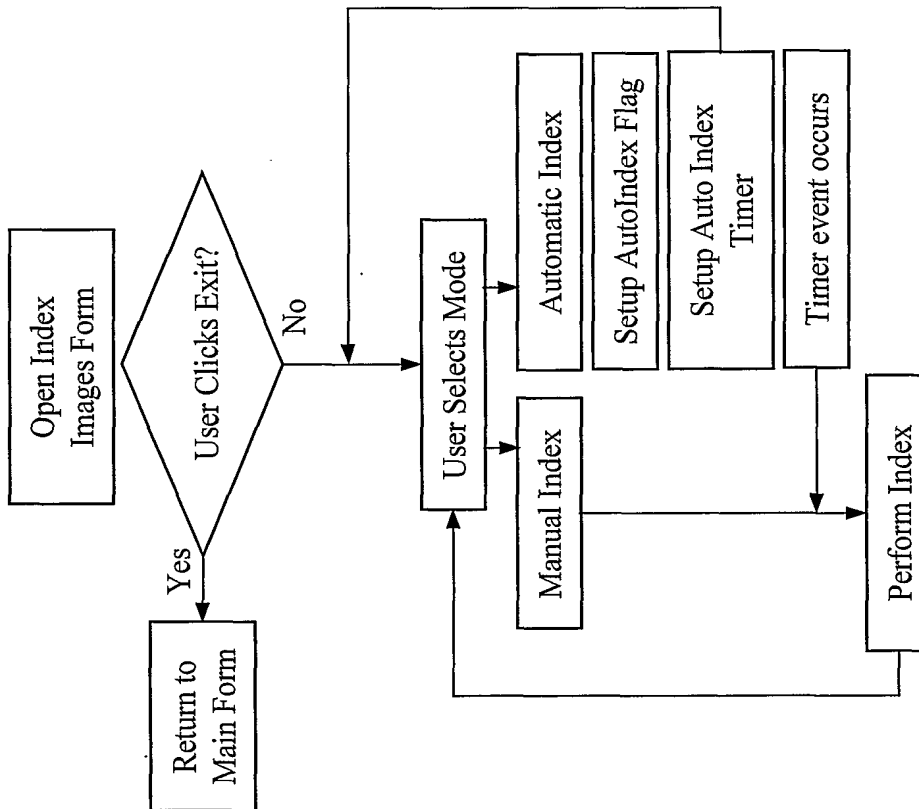 Open Index
Images Form
User Clicks Exit?
Yes
No
Return to
Main Form
User Selects Mode
Manual Index
Automatic Index
Setup AutoIndex Flag
Setup Auto Index
Timer
Timer event occurs
Perform Index